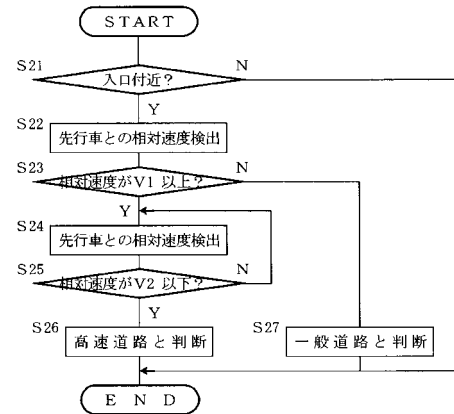 START
S21
入口付近？
N
Y
S22
先行車との相対速度検出
S23
相対速度がV1 以上？
N
Y
S24
先行車との相対速度検出
S25
相対速度がV2 以下？
N
Y
S26
高速道路と判断
S27
一般道路と判断
END